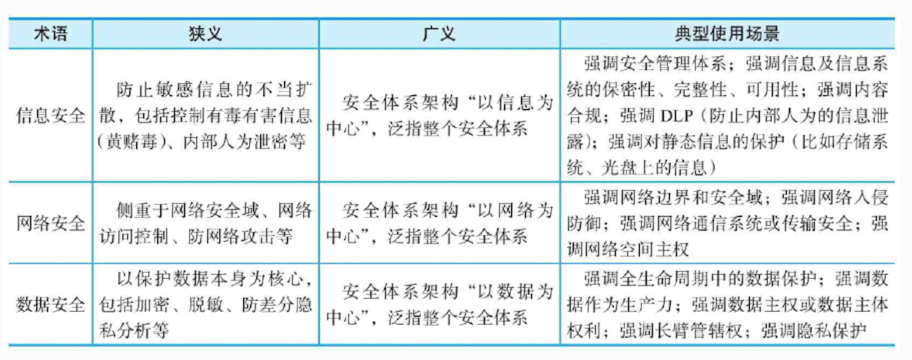 术语 狭义 广义 典型使用场景
信息安全
防止敏感信息的不当扩
散，包括控制有毒有害信息
（黄赌毒）、内部人为泄密等
安全体系架构“以信息为
中心”，泛指整个安全体系
强调安全管理体系；强调信息及信息系
统的保密性、完整性、可用性；强调内容
合规；强调 DLP（防止内部人为的信息泄
露）；强调对静态信息的保护（比如存储系
统、光盘上的信息）
网络安全
侧重于网络安全域、网络
访问控制、防网络攻击等
安全体系架构“以网络为
中心”，泛指整个安全体系
强调网络边界和安全域；强调网络入侵
防御；强调网络通信系统或传输安全；强
调网络空间主权
数据安全
以保护数据本身为核心，
包括加密、脱敏、防差分隐
私分析等
安全体系架构“以数据为
中心”，泛指整个安全体系
强调全生命周期中的数据保护；强调数
据作为生产力；强调数据主权或数据主体
权利；强调长臂管辖权；强调隐私保护